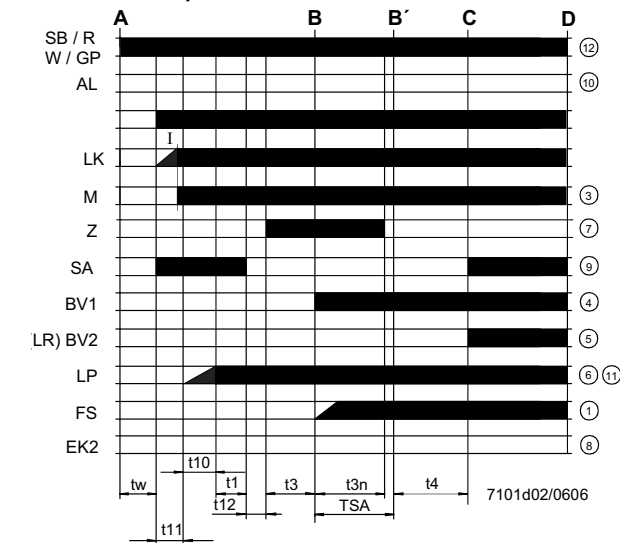 A B B´ C D
SB / R
W / GP 12
AL 10
I
LK
M 3
Z 7
SA 9
BV1 4
LR) BV2 5
LP 6 11
FS 1
EK2 8
t10
tw t1 t3 t3n t4
t12 TSA
7101d02/0606
t11